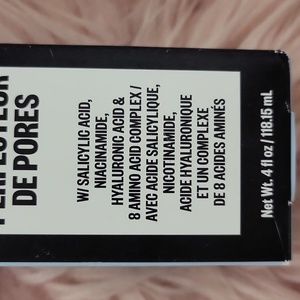 DE PORES
W/ SALICYLIC ACID,
NIACINAMIDE,
HYALURONIC ACID &
8 AMINO ACID COMPLEX /
AVEC ACIDE SALICYLIQUE,
NICOTINAMIDE,
ACIDE HYALURONIQUE
ET UN COMPLEXE
DE 8 ACIDES AMINÉS
Net Wt. 4 fl oz / 118.15 mL